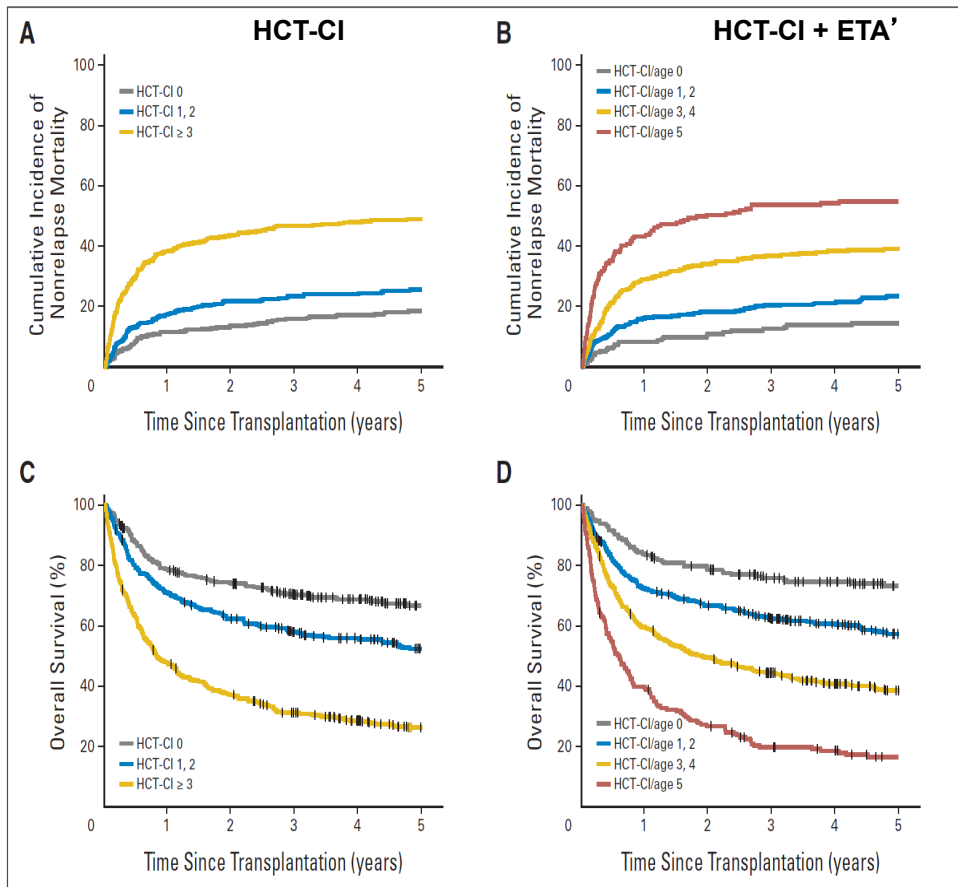 HCT-CI
HCT-CI + ETA’
A
Cumulative Incidence of
Nonrelapse Mortality
100
80
60
40
20
0
HCT-CI 0
HCT-CI 1, 2
HCT-CI ≥ 3
1
2
3
4
5
Time Since Transplantation (years)
B
Cumulative Incidence of
Nonrelapse Mortality
100
80
60
40
20
0
HCT-CI/age 0
HCT-CI/age 1, 2
HCT-CI/age 3, 4
HCT-CI/age 5
1
2
3
4
5
Time Since Transplantation (years)
C
Overall Survival (%)
100
80
60
40
20
HCT-CI 0
HCT-CI 1, 2
HCT-CI ≥ 3
0
1
2
3
4
5
Time Since Transplantation (years)
D
Overall Survival (%)
100
80
60
40
20
HCT-CI/age 0
HCT-CI/age 1, 2
HCT-CI/age 3, 4
HCT-CI/age 5
0
1
2
3
4
5
Time Since Transplantation (years)